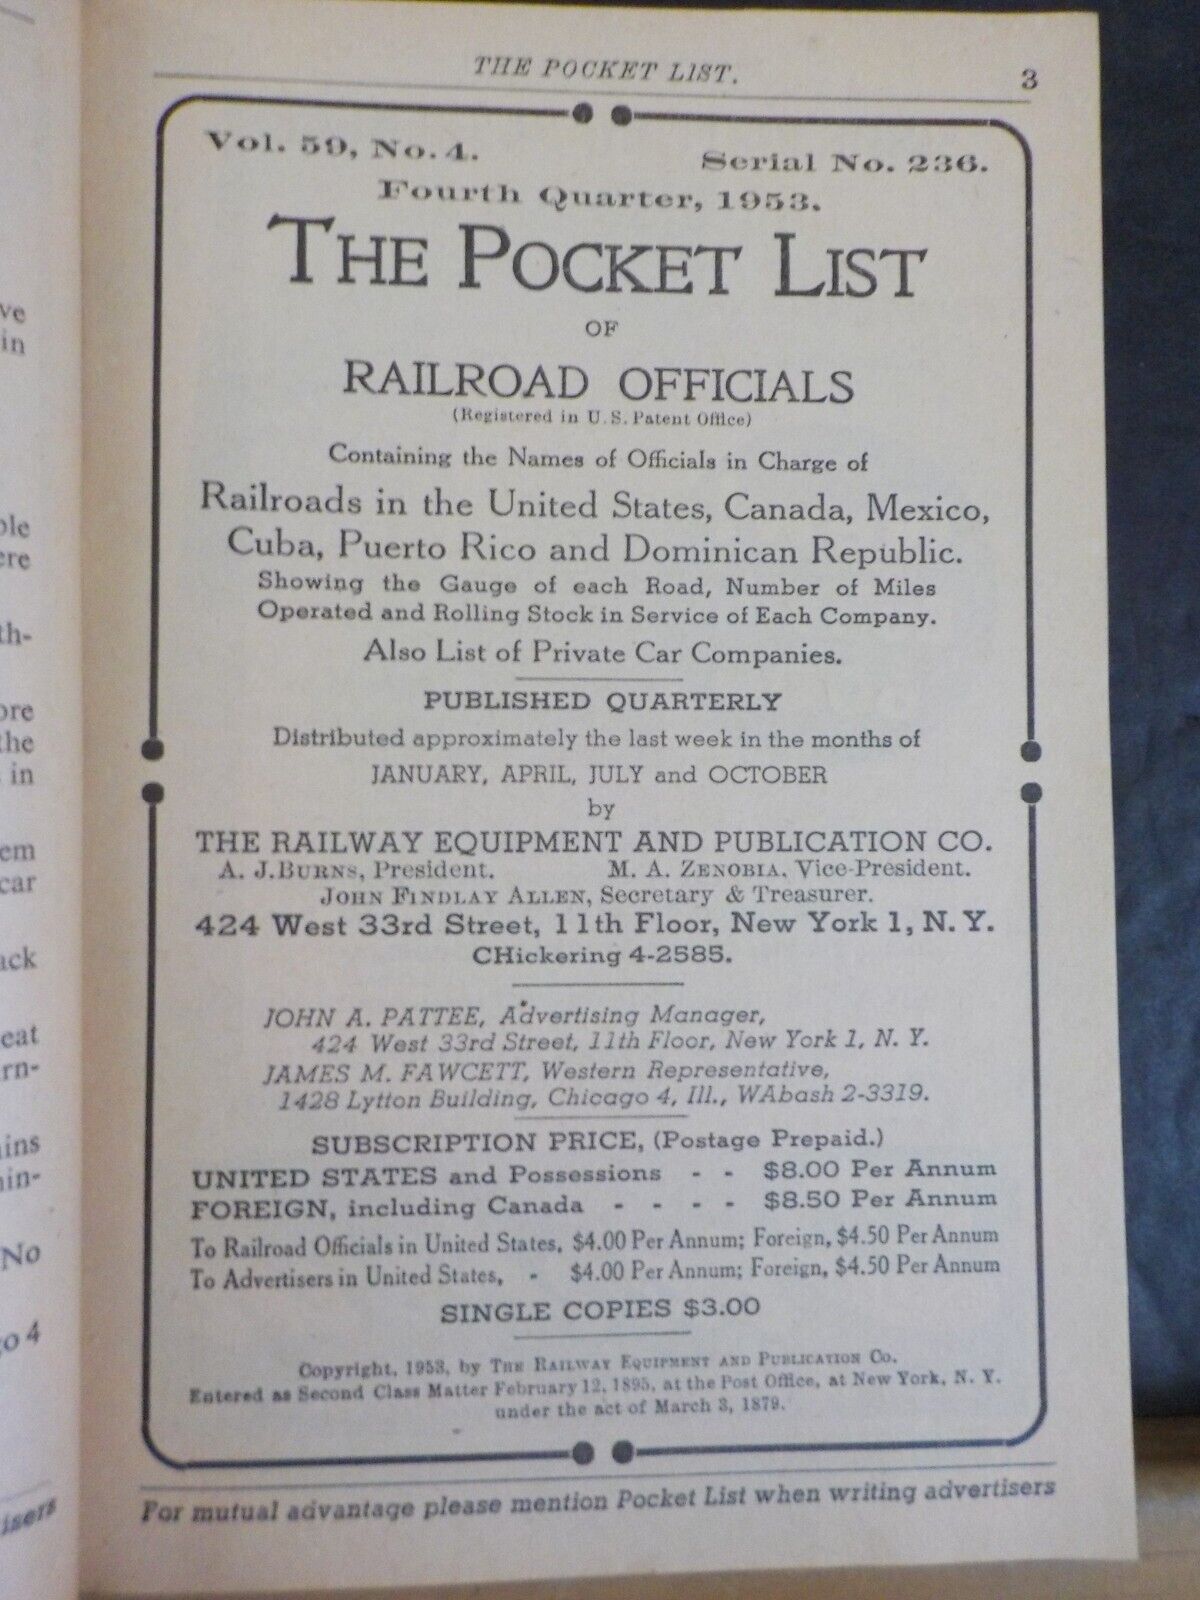 THE POCKET LIST.
3
Vol. 59, No. 4.
Serial No. 236.
Fourth Quarter, 1953.
THE POCKET LIST
OF
RAILROAD OFFICIALS
(Registered in U. S. Patent Office)
Containing the Names of Officials in Charge of
Railroads in the United States, Canada, Mexico,
Cuba, Puerto Rico and Dominican Republic.
Showing the Gauge of each Road, Number of Miles
Operated and Rolling Stock in Service of Each Company.
Also List of Private Car Companies.
PUBLISHED QUARTERLY
Distributed approximately the last week in the months of
JANUARY, APRIL, JULY and OCTOBER
by
THE RAILWAY EQUIPMENT AND PUBLICATION CO.
A. J. BURNS, President.
M. A. ZENOBIA, Vice-President.
JOHN FINDLAY ALLEN, Secretary & Treasurer.
424 West 33rd Street, 11th Floor, New York 1, N. Y.
CHickering 4-2585.
JOHN A. PATTEE, Advertising Manager,
424 West 33rd Street, 11th Floor, New York 1, N. Y.
JAMES M. FAWCETT, Western Representative,
1428 Lytton Building, Chicago 4, Ill., WAbash 2-3319.
SUBSCRIPTION PRICE, (Postage Prepaid.)
UNITED STATES and Possessions - - $8.00 Per Annum
FOREIGN, including Canada - - - - $8.50 Per Annum
To Railroad Officials in United States, $4.00 Per Annum; Foreign, $4.50 Per Annum
To Advertisers in United States, - $4.00 Per Annum; Foreign, $4.50 Per Annum
SINGLE COPIES $3.00
Copyright, 1953, by THE RAILWAY EQUIPMENT AND PUBLICATION CO.
Entered as Second Class Matter February 12, 1895, at the Post Office, at New York, N. Y.
under the act of March 3, 1879.
For mutual advantage please mention Pocket List when writing advertisers